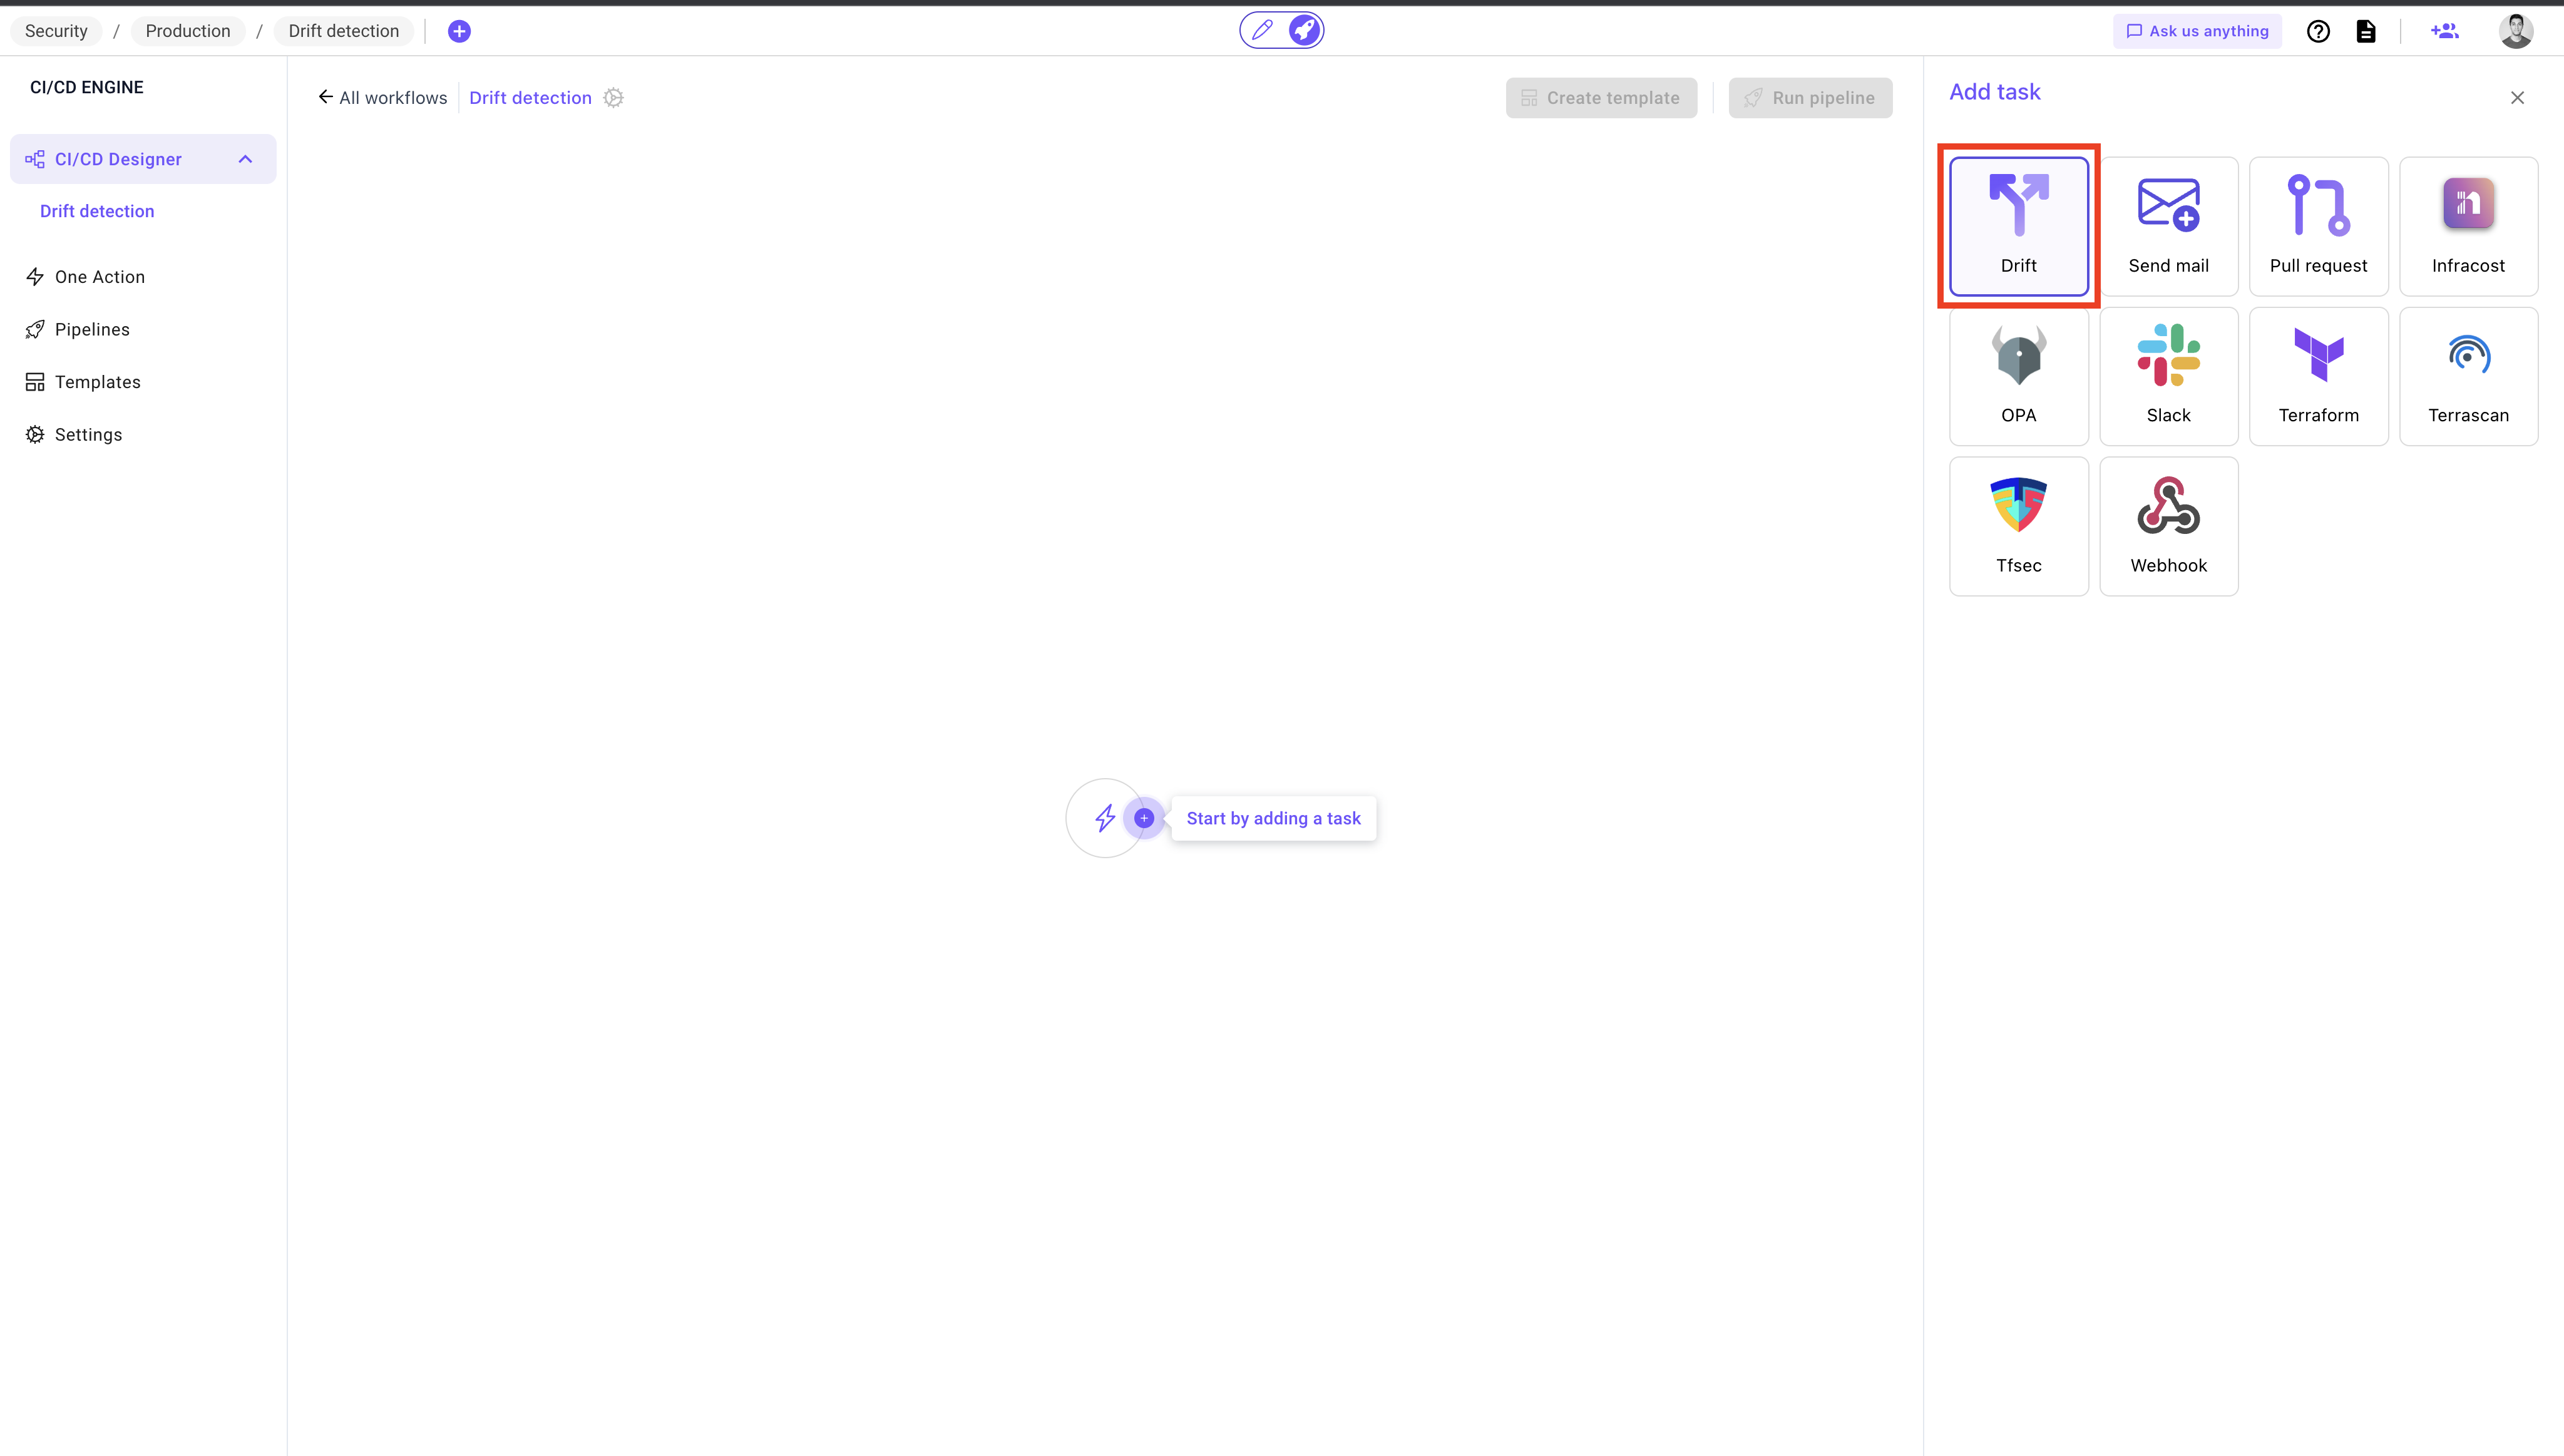 Security / Production / Drift detection
Ask us anything
CI/CD ENGINE
CI/CD Designer
Drift detection
One Action
Pipelines
Templates
Settings
All workflows
Drift detection
Create template
Run pipeline
Start by adding a task
Add task
Drift
Send mail
Pull request
Infracost
OPA
Slack
Terraform
Terrascan
Tfsec
Webhook